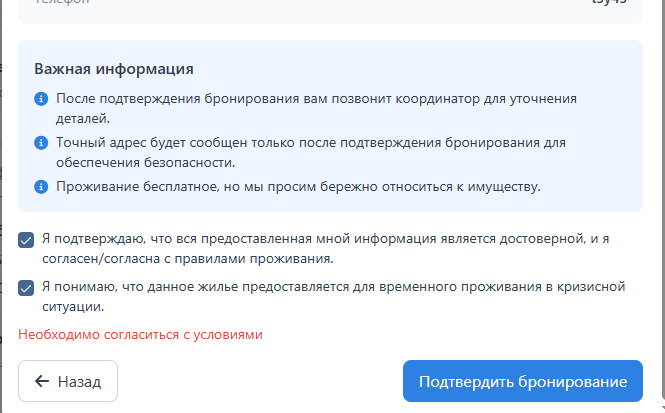 Важная информация
После подтверждения бронирования вам позвонит координатор для уточнения
деталей.
Точный адрес будет сообщен только после подтверждения бронирования для
обеспечения безопасности.
Проживание бесплатное, но мы просим бережно относиться к имуществу.
Я подтверждаю, что вся предоставленная мной информация является достоверной, и я
согласен/согласна с правилами проживания.
Я понимаю, что данное жилье предоставляется для временного проживания в кризисной
ситуации.
Необходимо согласиться с условиями
Назад
Подтвердить бронирование